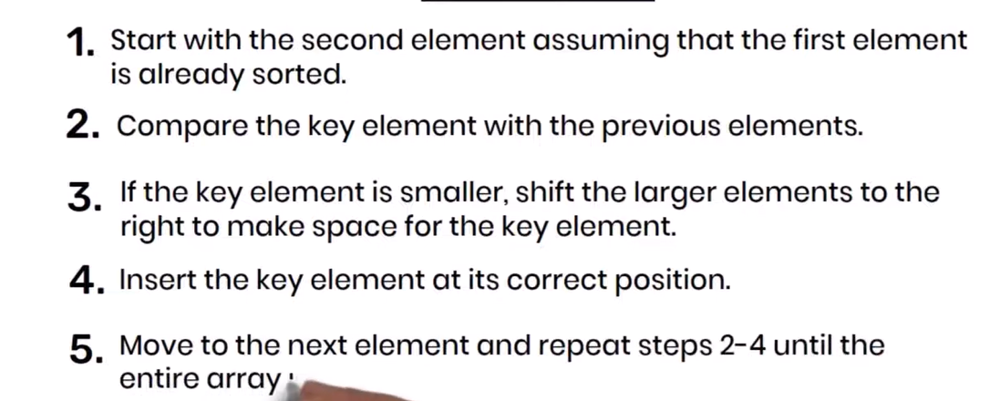 1. Start with the second element assuming that the first element
is already sorted.
2. Compare the key element with the previous elements.
3. If the key element is smaller, shift the larger elements to the
right to make space for the key element.
4. Insert the key element at its correct position.
5. Move to the next element and repeat steps 2-4 until the
entire array